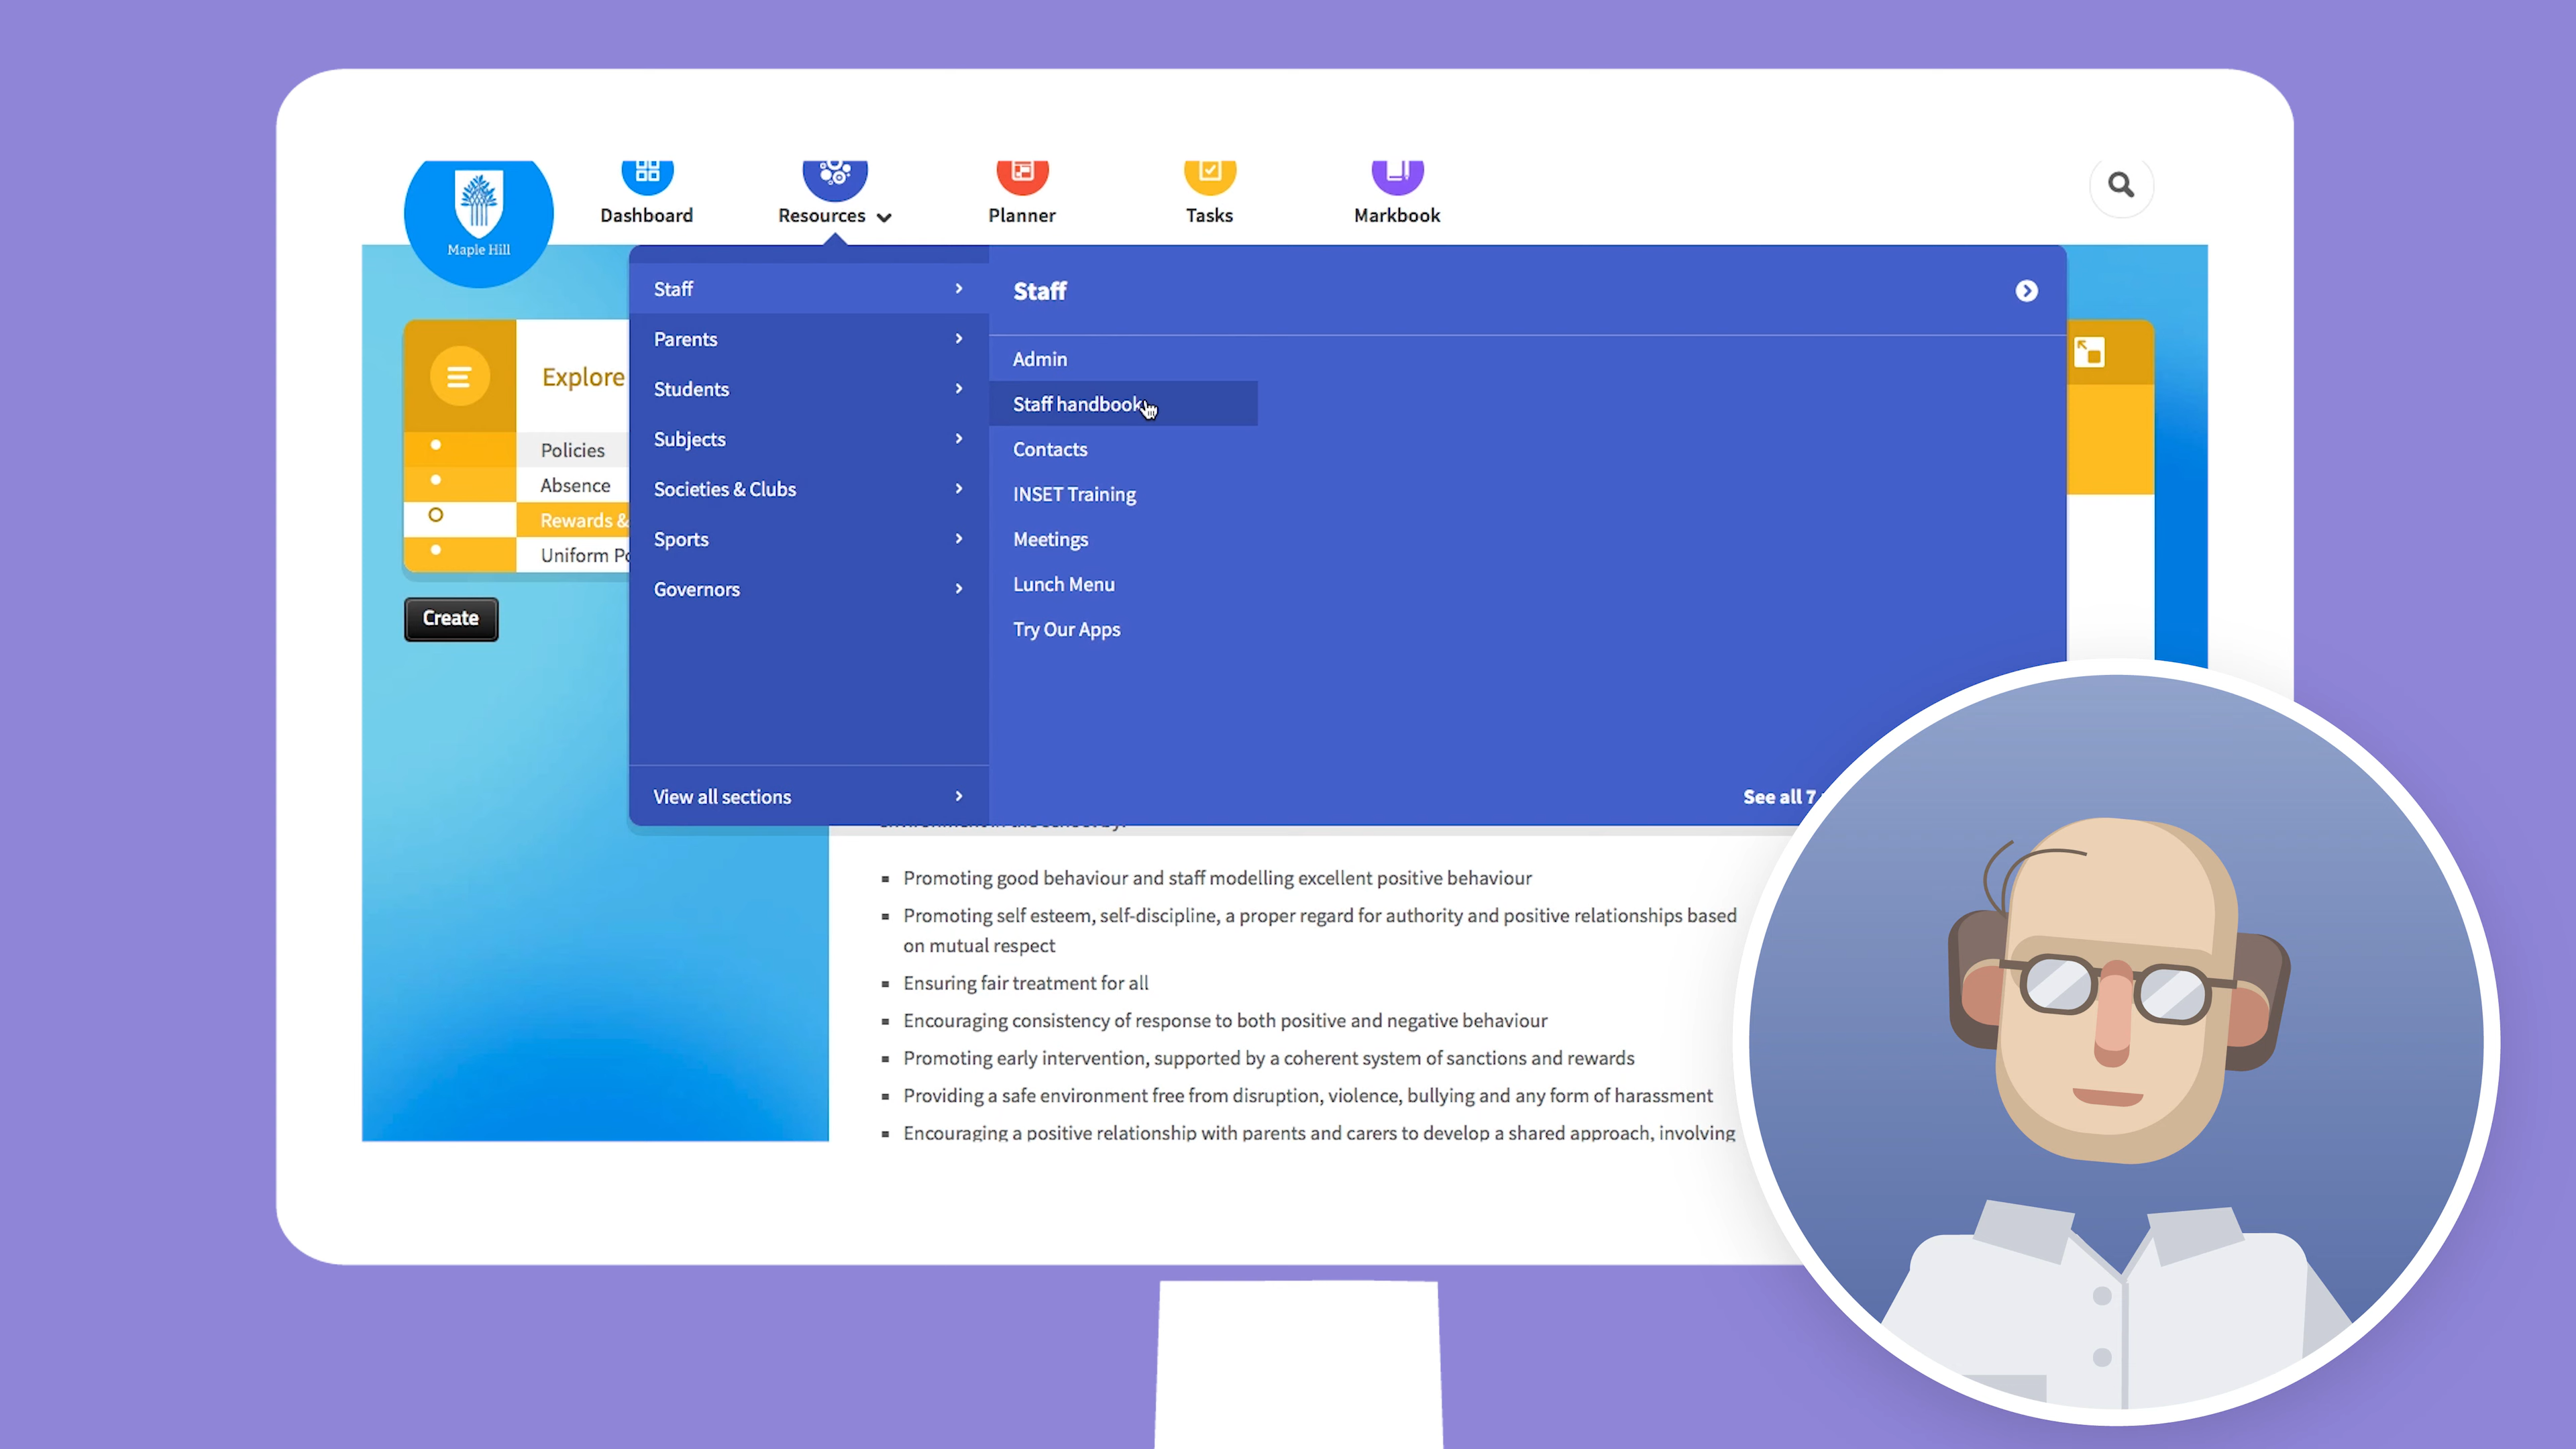 Maple Hill
Dashboard
Resources
Planner
Tasks
Markbook
Explore
Policies
Absence
Rewards &
Uniform
Create
Staff
Parents
Students
Subjects
Societies & Clubs
Sports
Governors
View all sections
Staff
Admin
Staff handbook
Contacts
INSET Training
Meetings
Lunch Menu
Try Our Apps
See all 7
Promoting good behaviour and staff modelling excellent positive behaviour
Promoting self esteem, self-discipline, a proper regard for authority and positive relationships based
on mutual respect
Ensuring fair treatment for all
Encouraging consistency of response to both positive and negative behaviour
Promoting early intervention, supported by a coherent system of sanctions and rewards
Providing a safe environment free from disruption, violence, bullying and any form of harassment
Encouraging a positive relationship with parents and carers to develop a shared approach, involving